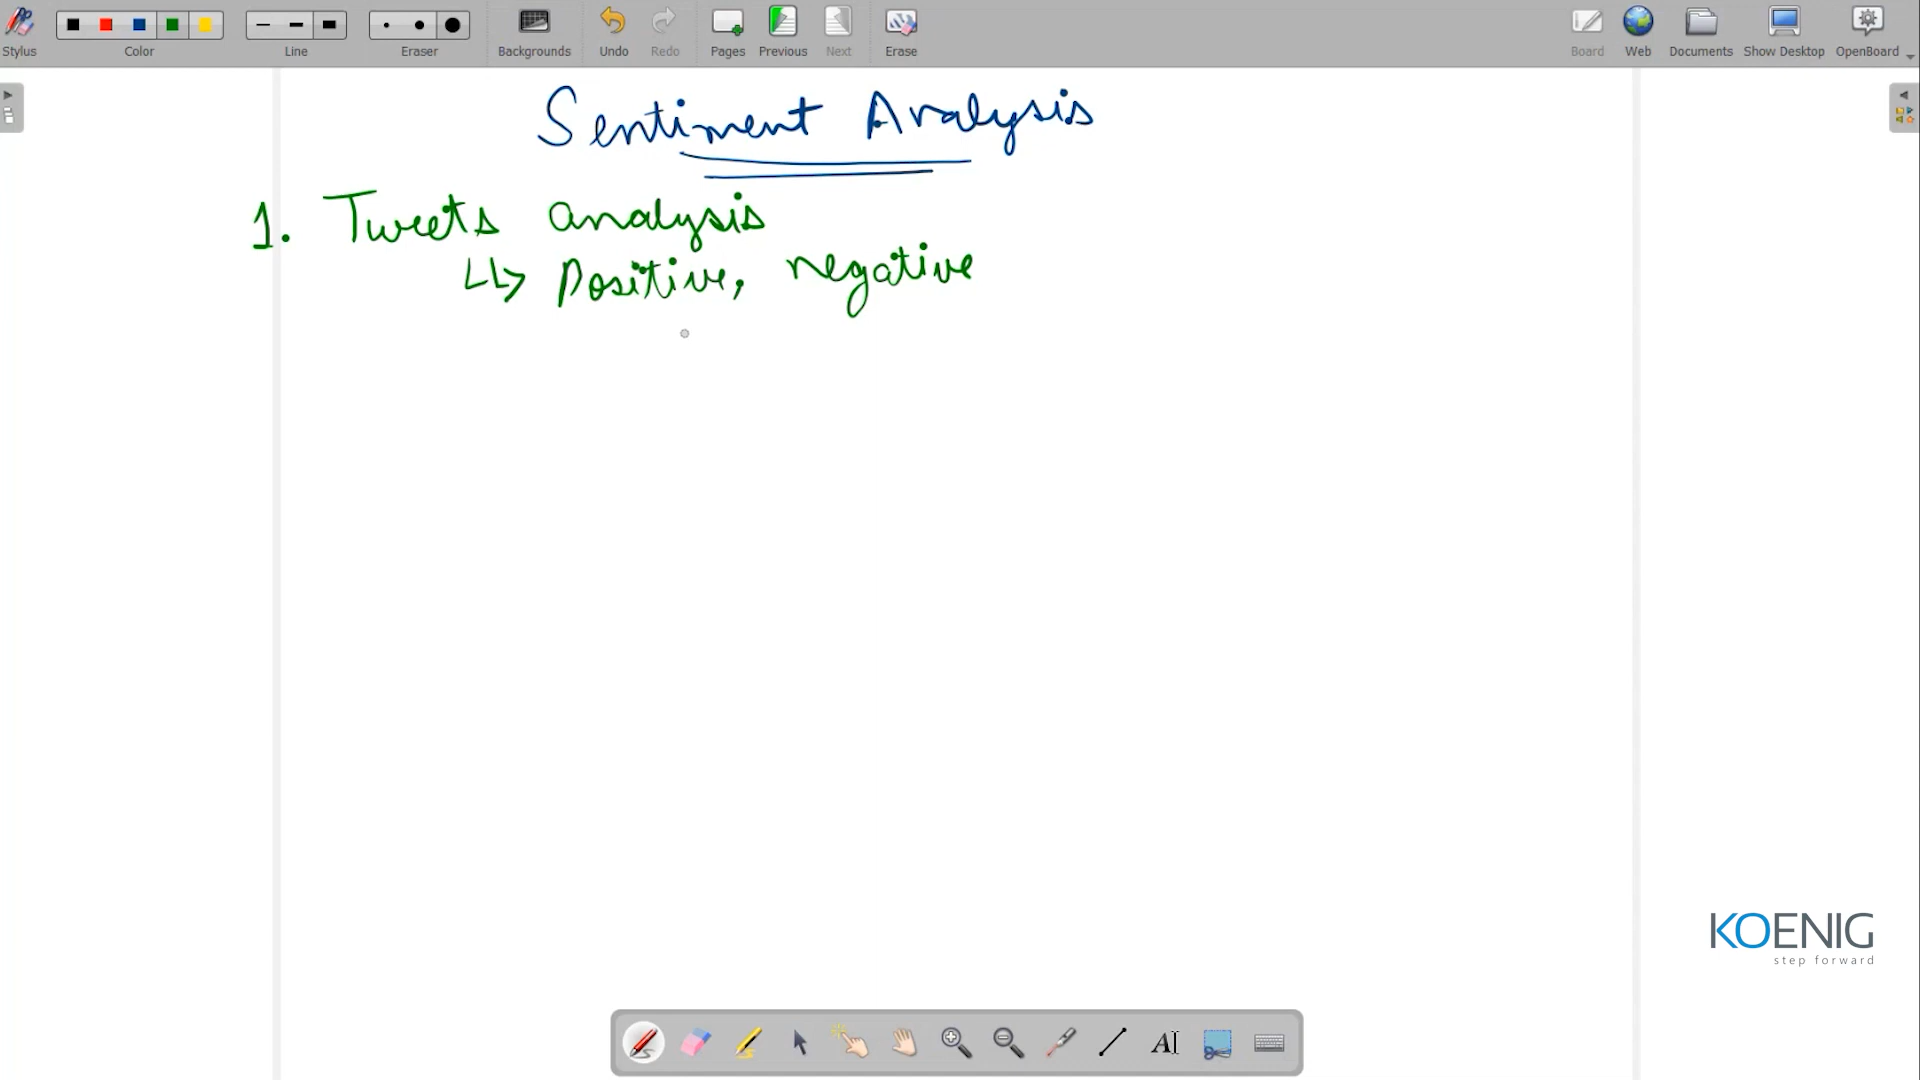 Stylus Color Line Eraser Backgrounds Undo Redo Pages Previous Next Erase Board Web Documents Show Desktop OpenBoard
Sentiment Analysis
1. Tweets analysis
Positive, negative
KOENIG
step forward
AI